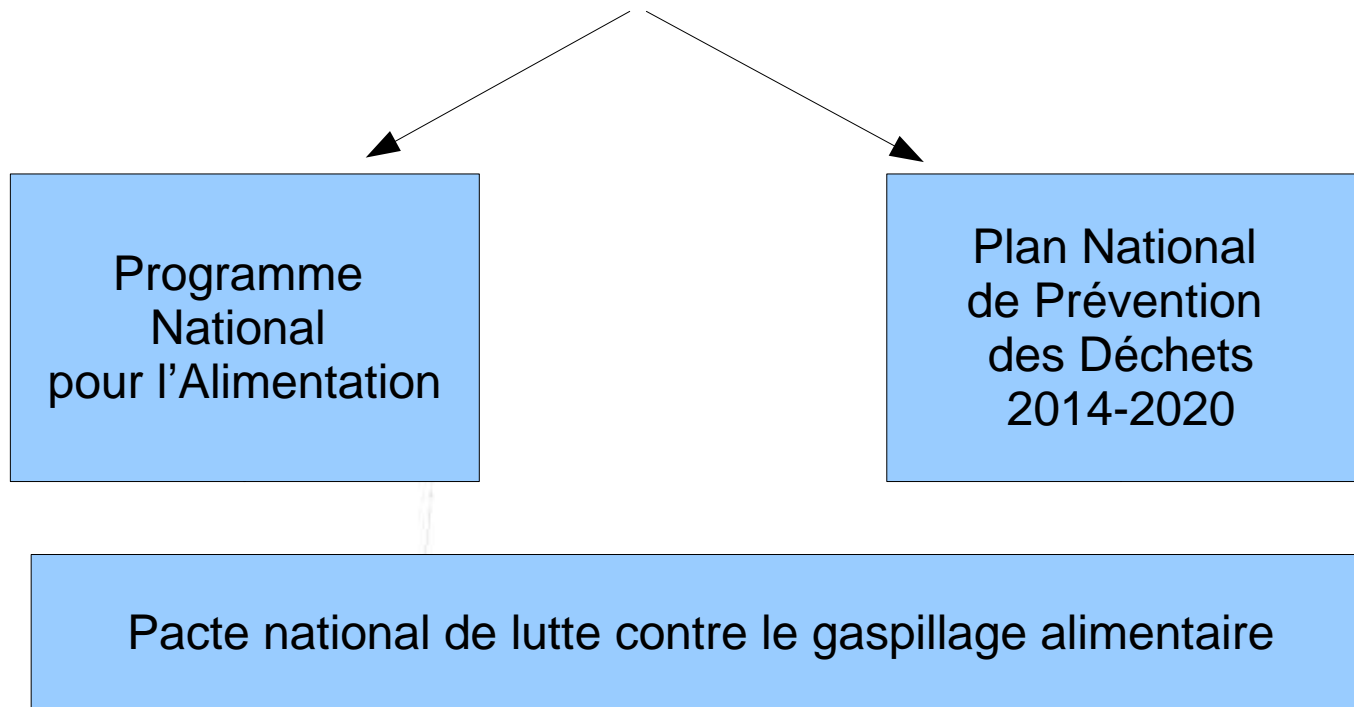 Programme
National
pour l'Alimentation
Plan National
de Prévention
des Déchets
2014-2020
Pacte national de lutte contre le gaspillage alimentaire